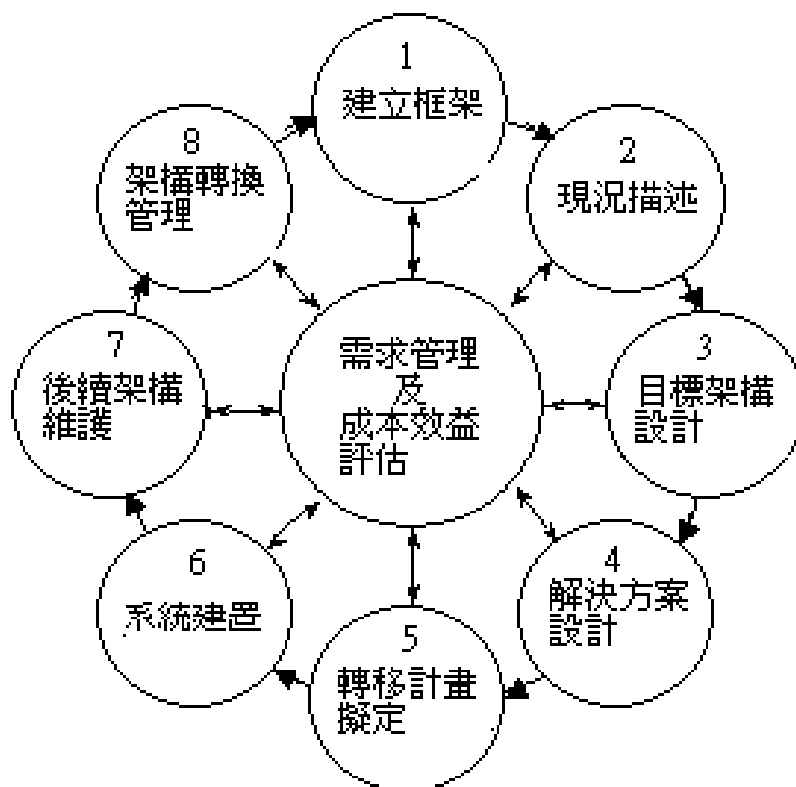 1
建立框架
2
現況描述
3
目標架構
設計
4
解決方案
設計
5
轉移計畫
擬定
6
系統建置
7
後續架構
維護
8
架構轉換
管理
需求管理
及
成本效益
評估